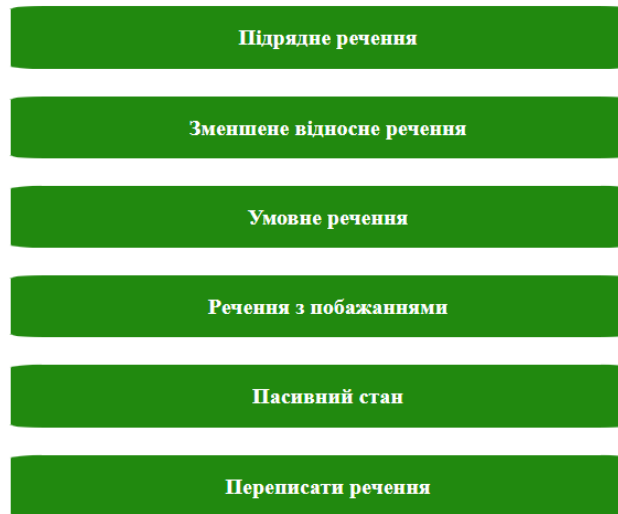 Підрядне речення
Зменшене відносне речення
Умовне речення
Речення з побажаннями
Пасивний стан
Переписати речення